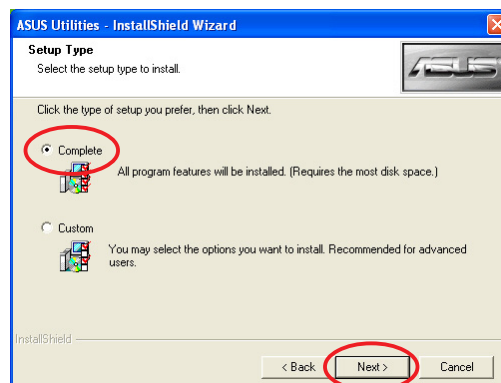 ASUS Utilities - InstallShield Wizard
Setup Type
Select the setup type to install.
ASUS
Click the type of setup you prefer, then click Next.
Complete
All program features will be installed. (Requires the most disk space.)
Custom
You may select the options you want to install. Recommended for advanced
users.
InstallShield
< Back
Next >
Cancel